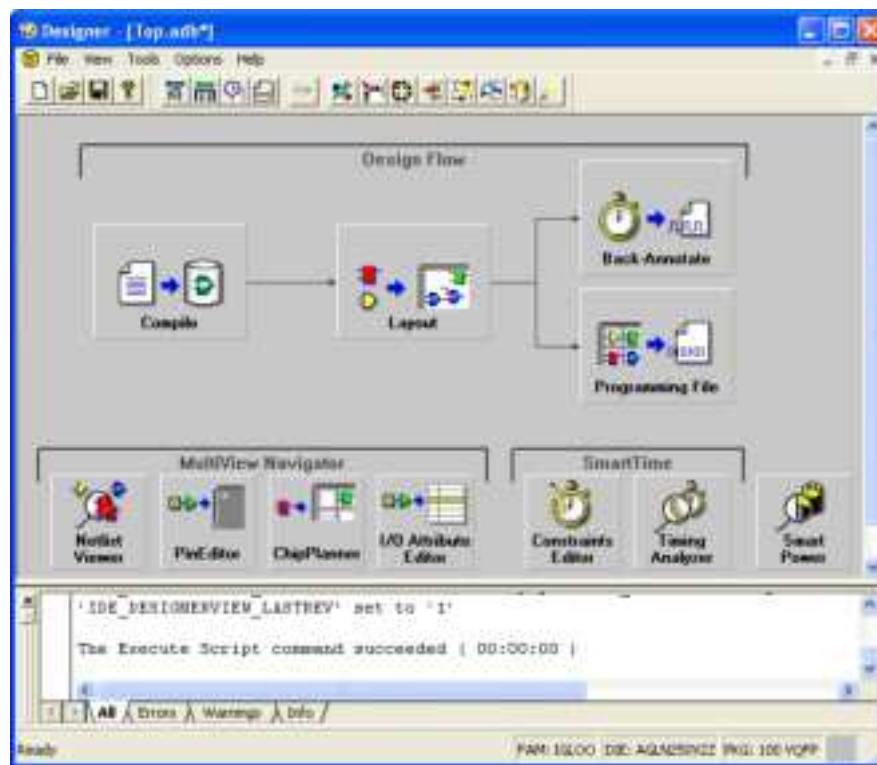 Designer - [Top.adb*]
File View Tools Options Help
Design Flow
Compile
Layout
Back-Annotate
Programming File
MultiView Navigator
SmartTime
Netlist Viewer
PinEditor
ChipPlanner
I/O Attribute Editor
Constraints Editor
Timing Analyzer
Smart Power
'IDE_DESIGNERVIEW_LASTREV' set to '1'
The Execute Script command succeeded ( 00:00:00 )
All Errors Warnings Info
Ready
FAM: IGLOO DIE: PKG: 100 VQFP